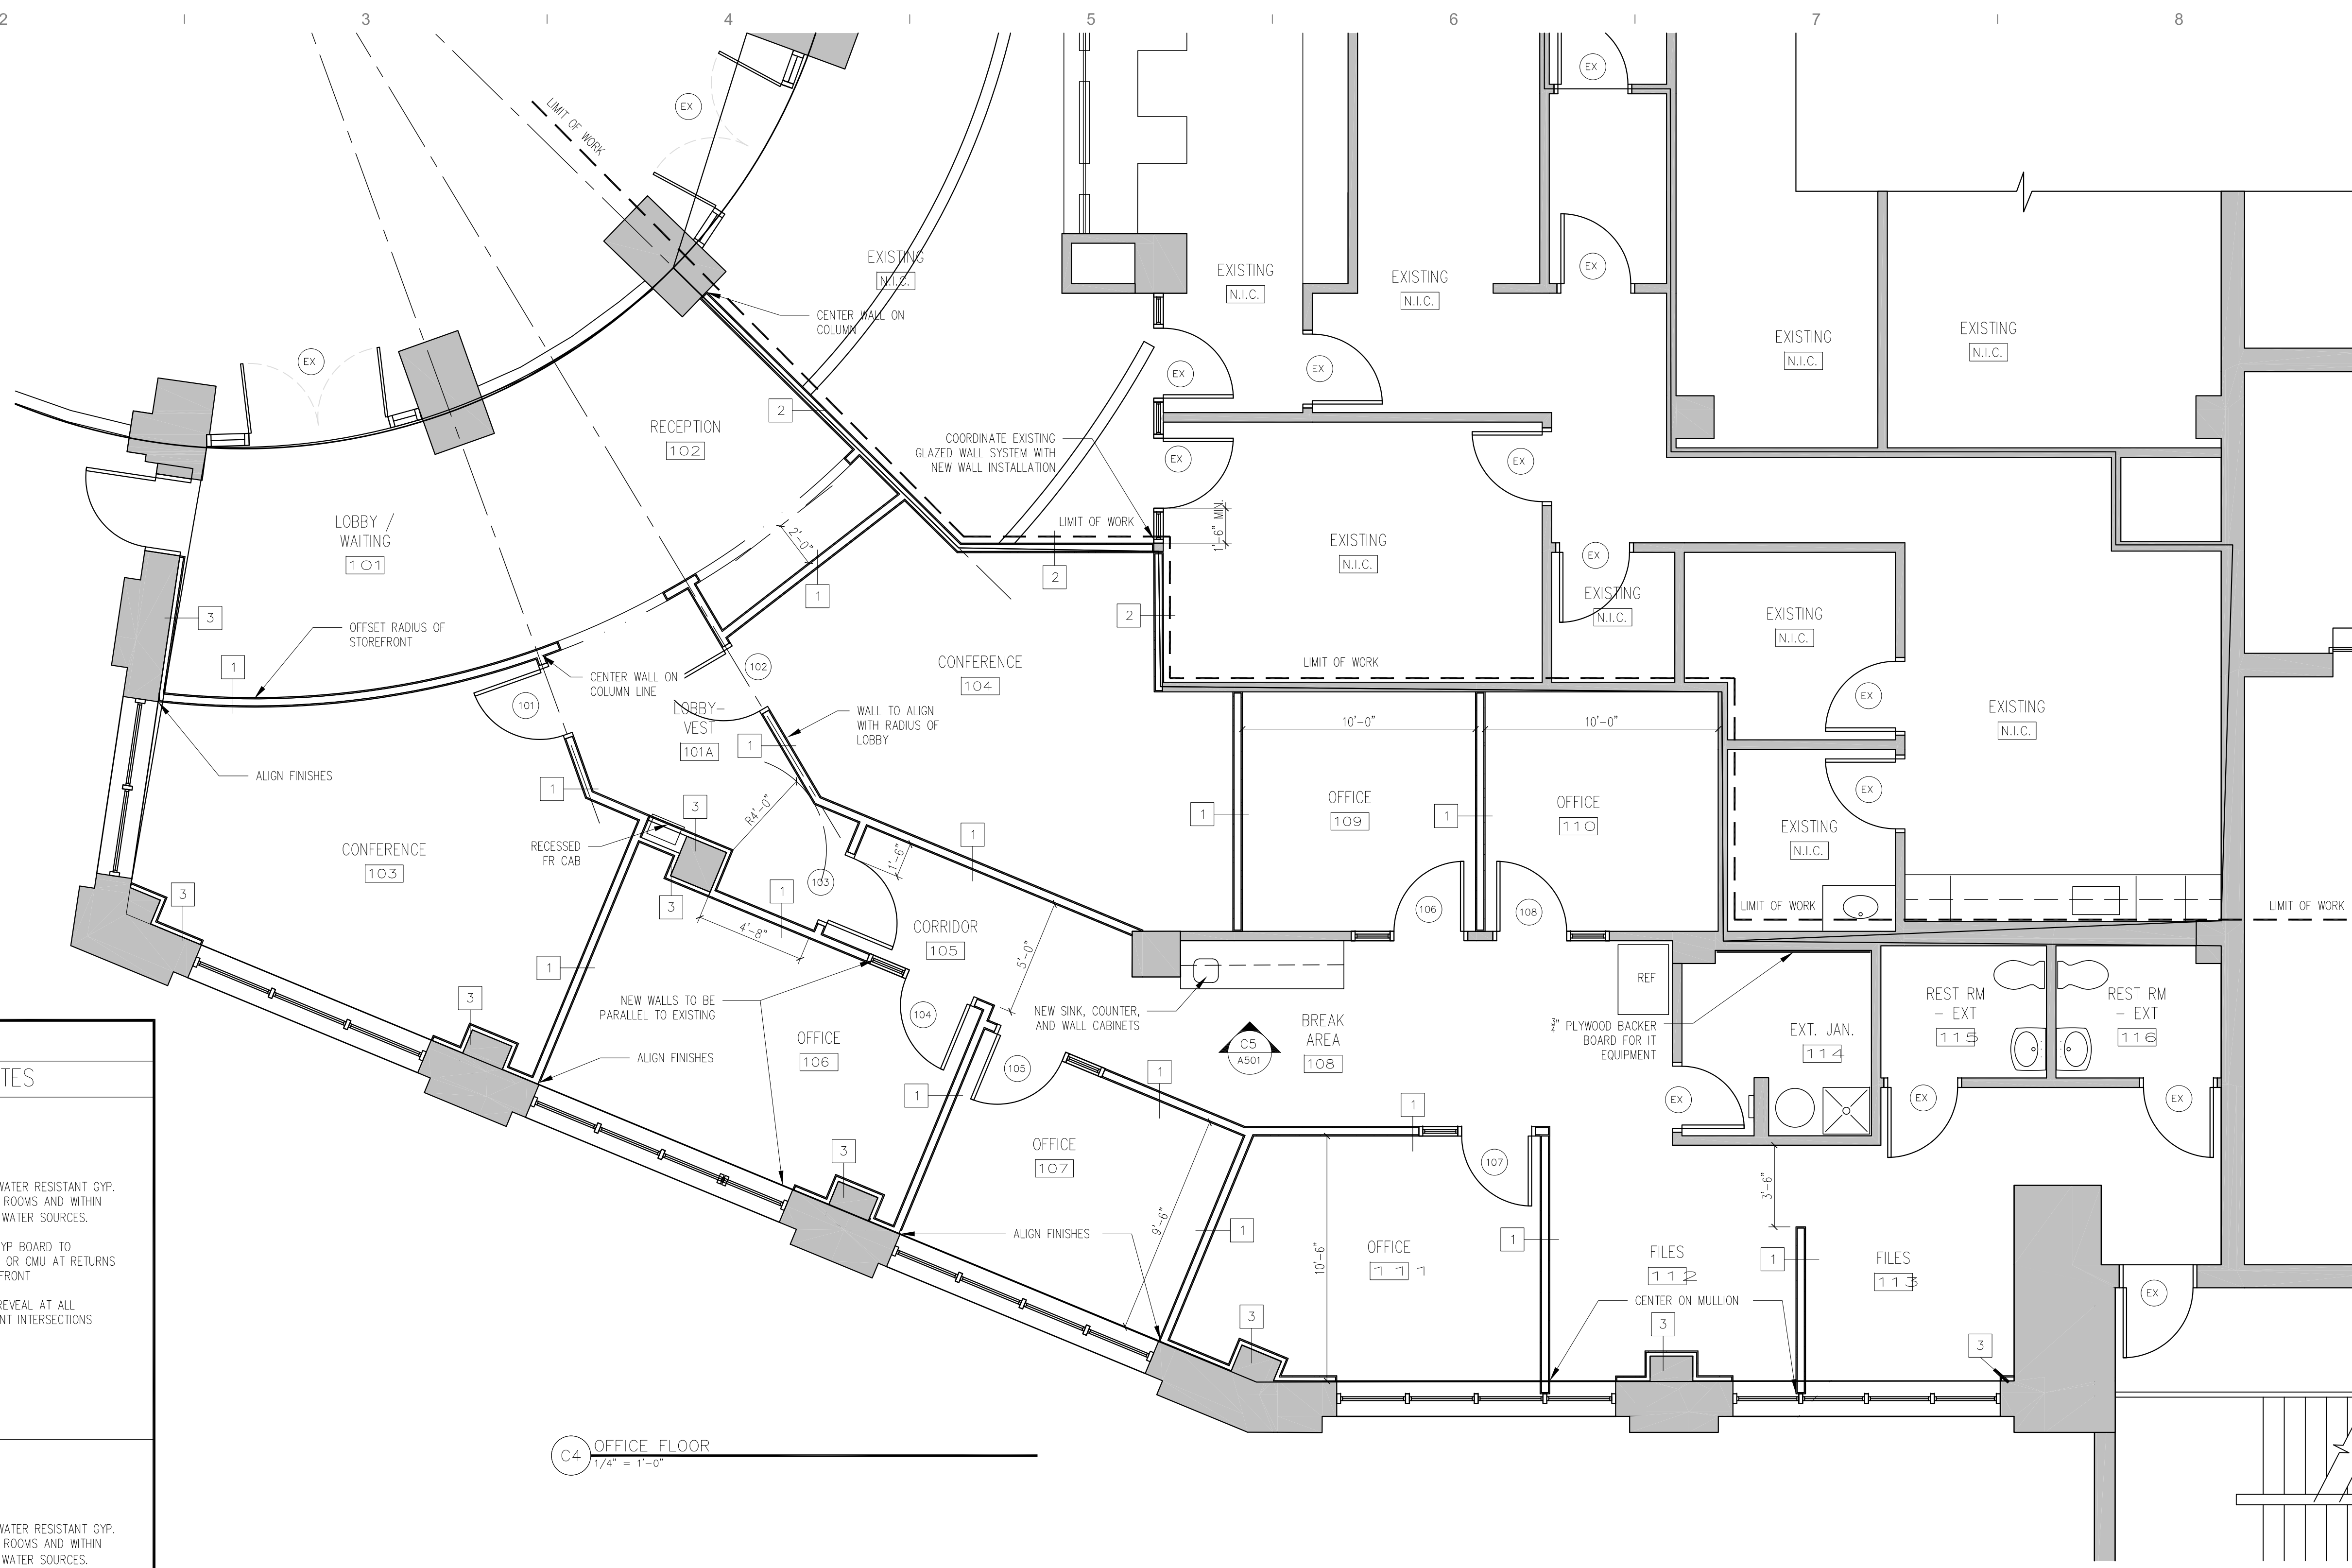 2
3
4
5
6
7
8
LIMIT OF WORK
EX
EX
EX
EXISTING
N.I.C.
CENTER WALL ON
COLUMN
2
RECEPTION
102
EXISTING
N.I.C.
EXISTING
N.I.C.
EX
EX
EX
EX
EXISTING
N.I.C.
EXISTING
N.I.C.
COORDINATE EXISTING
GLAZED WALL SYSTEM WITH
NEW WALL INSTALLATION
EX
EX
1'-6" MIN.
LIMIT OF WORK
2
2
EXISTING
N.I.C.
LIMIT OF WORK
EX
EXISTING
N.I.C.
EXISTING
N.I.C.
EX
EXISTING
N.I.C.
EX
EXISTING
N.I.C.
LIMIT OF WORK
LIMIT OF WORK
LOBBY /
WAITING
101
3
1
OFFSET RADIUS OF
STOREFRONT
2'-0"
1
CENTER WALL ON
COLUMN LINE
101
102
CONFERENCE
104
LOBBY-
VEST
101A
WALL TO ALIGN
WITH RADIUS OF
LOBBY
1
ALIGN FINISHES
1
3
R4'-0"
RECESSED
FR CAB
CONFERENCE
103
3
3
1
4'-8"
103
1'-6"
1
CORRIDOR
105
5'-0"
1
10'-0"
10'-0"
1
OFFICE
109
1
OFFICE
110
106
108
NEW WALLS TO BE
PARALLEL TO EXISTING
3
104
OFFICE
106
ALIGN FINISHES
105
1
NEW SINK, COUNTER,
AND WALL CABINETS
C5
A501
BREAK
AREA
108
REF
3/4" PLYWOOD BACKER
BOARD FOR IT
EQUIPMENT
EXT. JAN.
114
EX
REST RM
- EXT
115
EX
REST RM
- EXT
116
EX
1
1
OFFICE
107
3
9'-6"
ALIGN FINISHES
1
107
10'-6"
OFFICE
111
1
3
3'-6"
FILES
112
1
FILES
113
CENTER ON MULLION
3
3
EX
TES
WATER RESISTANT GYP.
ROOMS AND WITHIN
WATER SOURCES.
YP BOARD TO
OR CMU AT RETURNS
FRONT
REVEAL AT ALL
NT INTERSECTIONS
WATER RESISTANT GYP.
ROOMS AND WITHIN
WATER SOURCES.
C4
OFFICE FLOOR
1/4" = 1'-0"